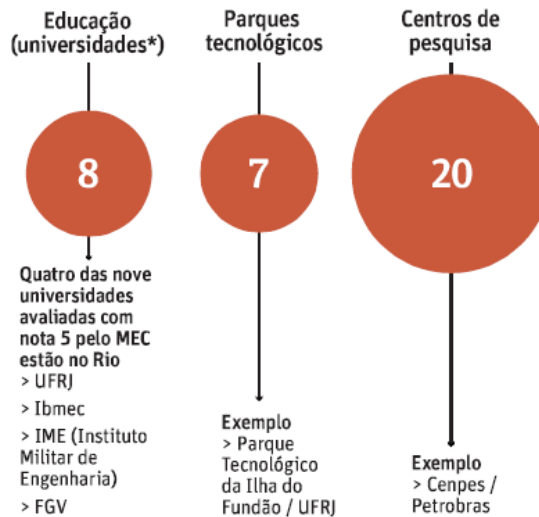 Educação
(universidades*)
8
Quatro das nove
universidades
avaliadas com
nota 5 pelo MEC
estão no Rio
> UFRJ
> Ibmec
> IME (Instituto
Militar de
Engenharia)
> FGV
Parques
tecnológicos
7
Exemplo
> Parque
Tecnológico
da Ilha do
Fundão / UFRJ
Centros de
pesquisa
20
Exemplo
> Cenpes /
Petrobras